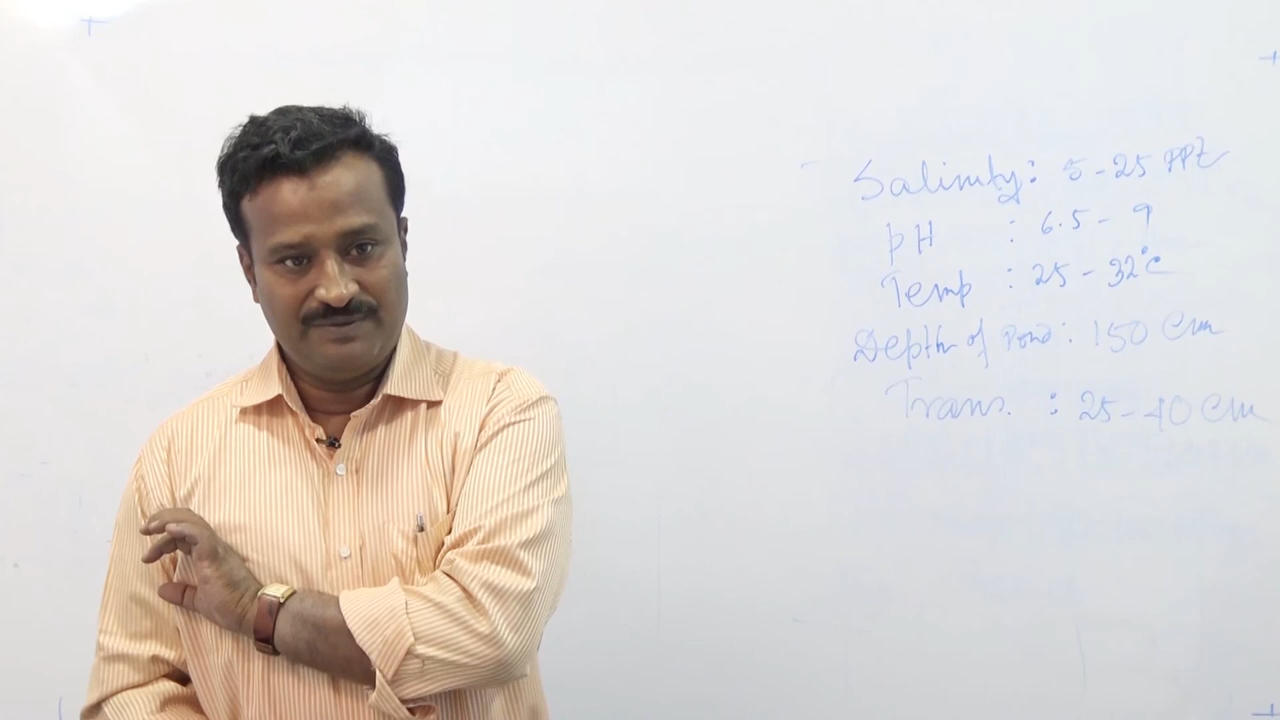 Salinity : 5 - 25 PPt
pH : 6.5 - 9
Temp : 25 - 32°C
Depth of Pond : 150 Cm
Trans. : 25 - 40 Cm